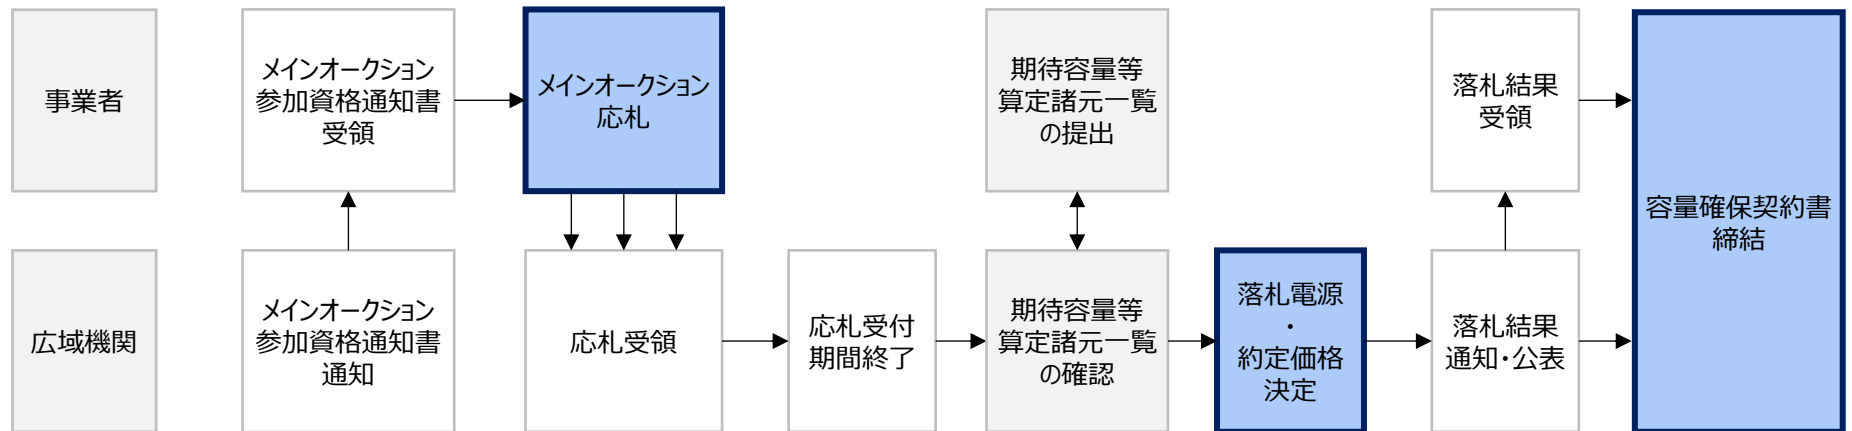 事業者
メインオークション
参加資格通知書
受領
メインオークション
応札
期待容量等
算定諸元一覧
の提出
落札結果
受領
容量確保契約書
締結
広域機関
メインオークション
参加資格通知書
通知
応札受領
応札受付
期間終了
期待容量等
算定諸元一覧
の確認
落札電源
・
約定価格
決定
落札結果
通知・公表